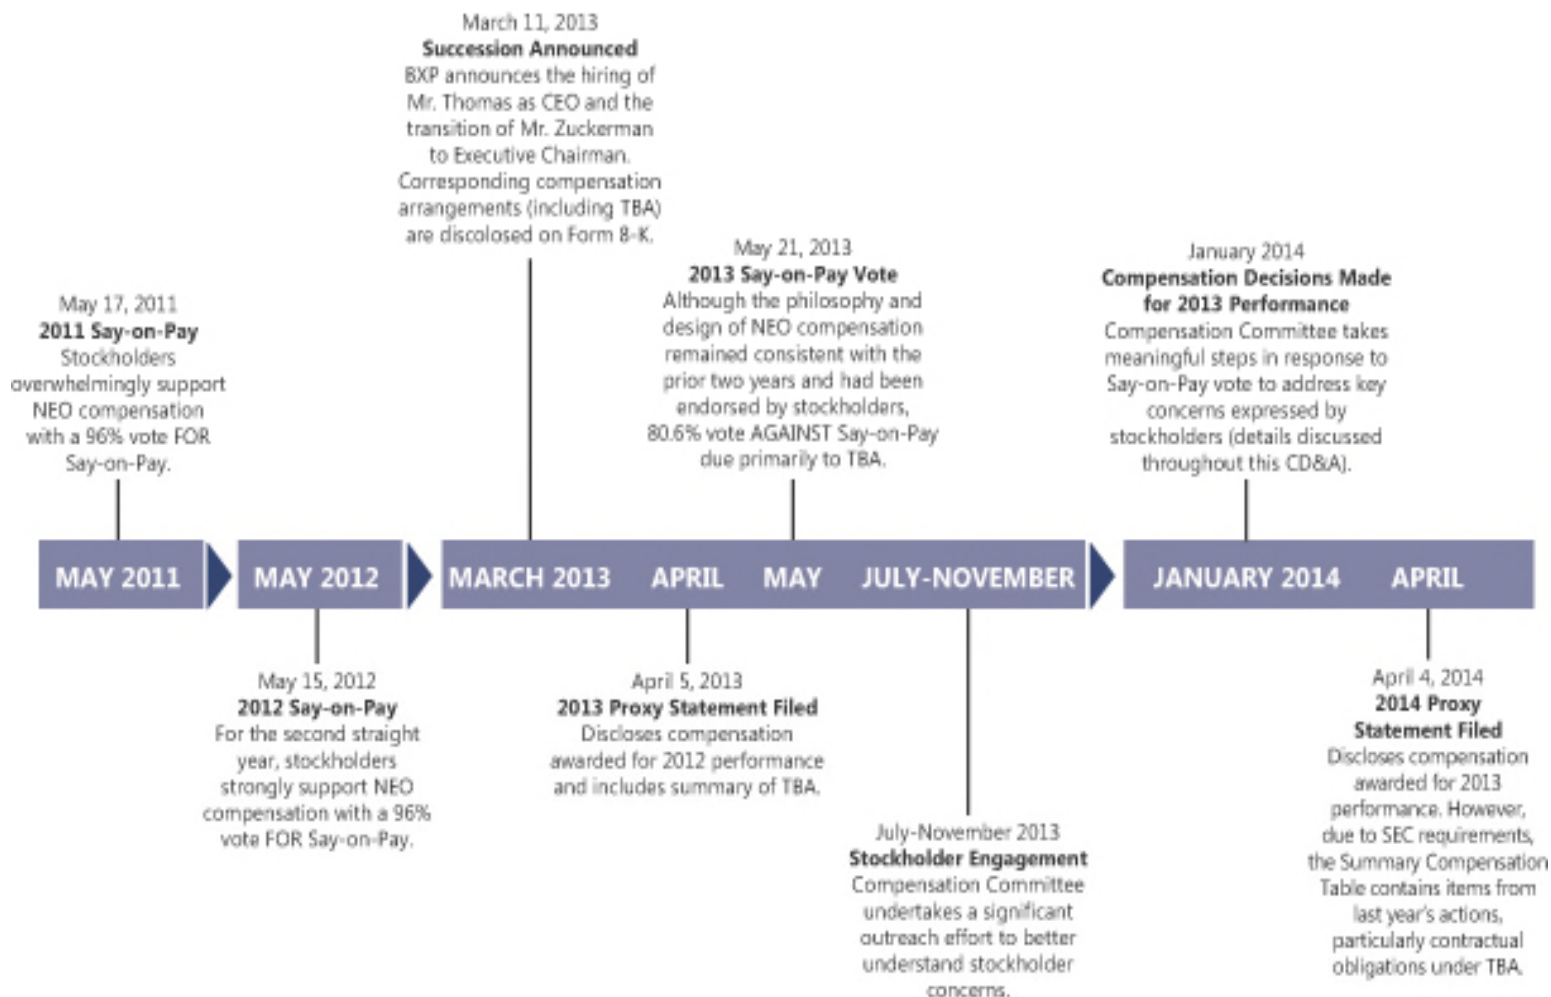 March 11, 2013
Succession Announced
BXP announces the hiring of
Mr. Thomas as CEO and the
transition of Mr. Zuckerman
to Executive Chairman.
Corresponding compensation
arrangements (including TBA)
are discolosed on Form 8-K.
May 17, 2011
2011 Say-on-Pay
Stockholders
overwhelmingly support
NEO compensation
with a 96% vote FOR
Say-on-Pay.
May 21, 2013
2013 Say-on-Pay Vote
Although the philosophy and
design of NEO compensation
remained consistent with the
prior two years and had been
endorsed by stockholders,
80.6% vote AGAINST Say-on-Pay
due primarily to TBA.
January 2014
Compensation Decisions Made
for 2013 Performance
Compensation Committee takes
meaningful steps in response to
Say-on-Pay vote to address key
concerns expressed by
stockholders (details discussed
throughout this CD&A).
MAY 2011 MAY 2012 MARCH 2013 APRIL MAY JULY-NOVEMBER JANUARY 2014 APRIL
May 15, 2012
2012 Say-on-Pay
For the second straight
year, stockholders
strongly support NEO
compensation with a 96%
vote FOR Say-on-Pay.
April 5, 2013
2013 Proxy Statement Filed
Discloses compensation
awarded for 2012 performance
and includes summary of TBA.
July-November 2013
Stockholder Engagement
Compensation Committee
undertakes a significant
outreach effort to better
understand stockholder
concerns.
April 4, 2014
2014 Proxy
Statement Filed
Discloses compensation
awarded for 2013
performance. However,
due to SEC requirements,
the Summary Compensation
Table contains items from
last year's actions,
particularly contractual
obligations under TBA.